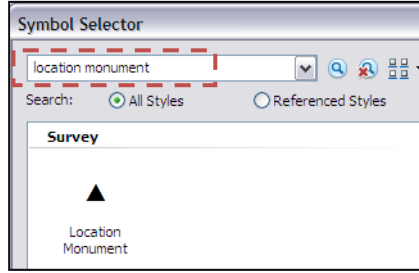 Symbol Selector
location monument
Search: All Styles Referenced Styles
Survey
Location
Monument